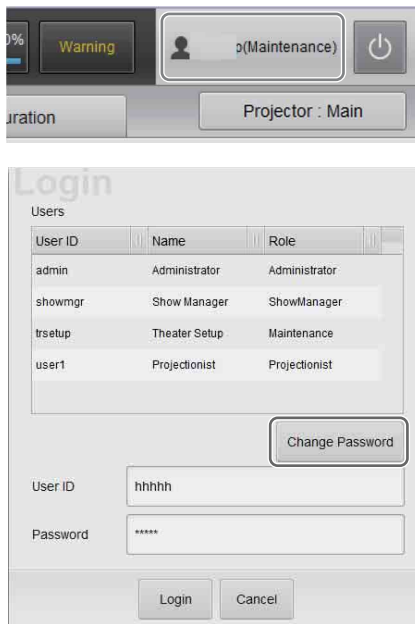 0%
Warning
p(Maintenance)
uration
Projector : Main
Login
Users
User ID Name Role
admin Administrator Administrator
showmgr Show Manager ShowManager
trsetup Theater Setup Maintenance
user1 Projectionist Projectionist
Change Password
User ID hhhhh
Password *****
Login Cancel